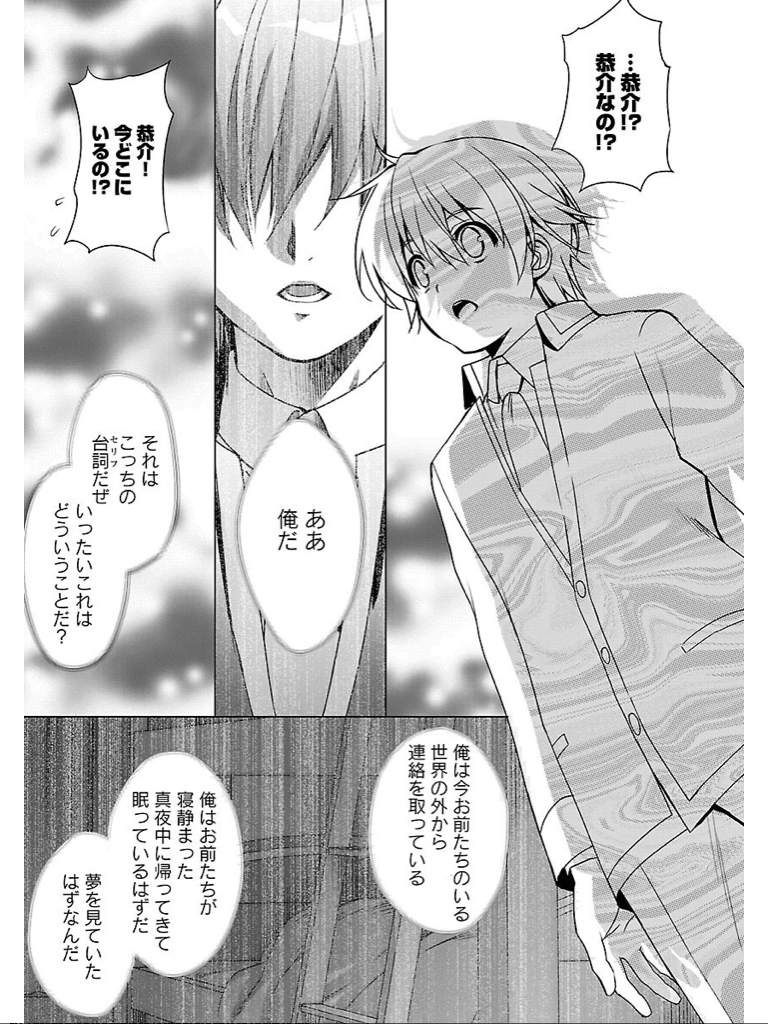 …恭介!?
恭介なの!?
ああ
俺だ
恭介！
今どこに
いるの!?
それは
こっちの
台詞だぜ
セリフ
いったいこれは
どういうことだ？
俺は今お前たちのいる
世界の外から
連絡を取っている
俺はお前たちが
寝静まった
真夜中に帰ってきて
眠っているはずだ
夢を見ていた
はずなんだ